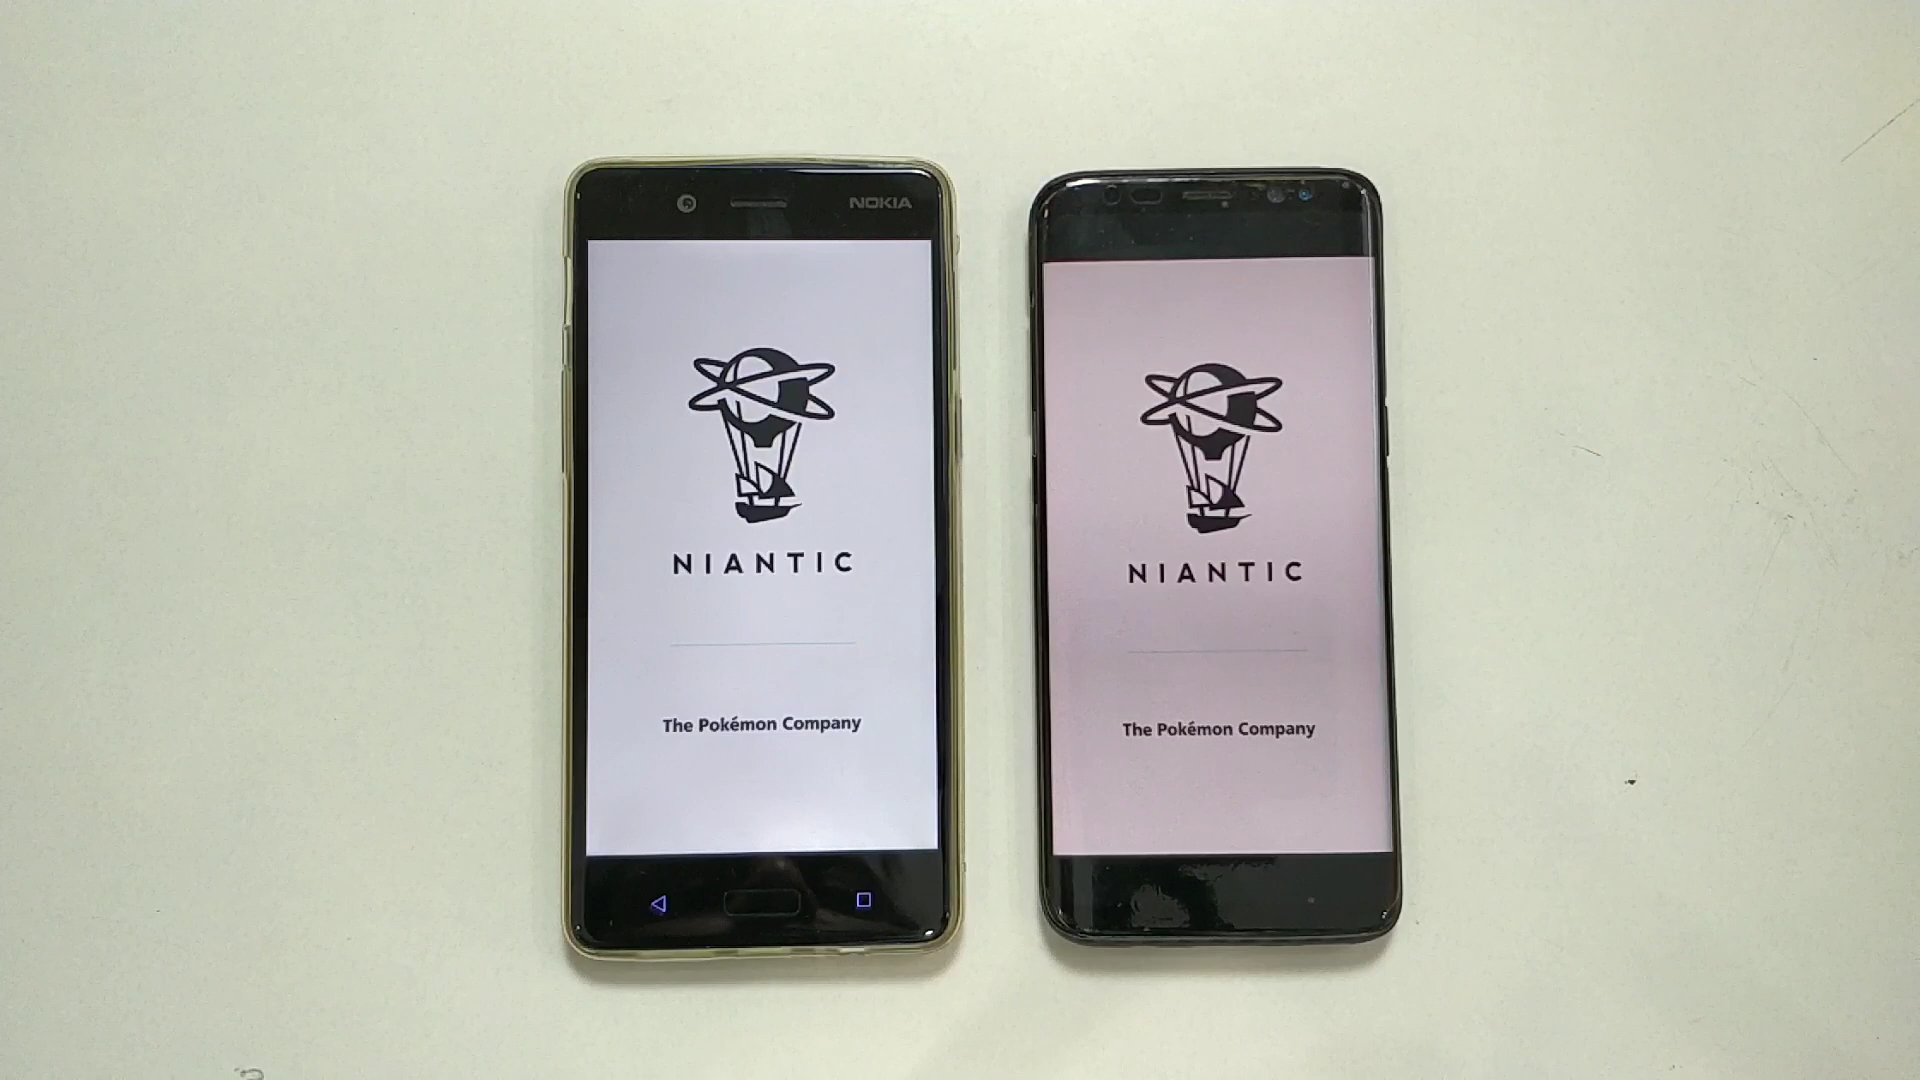 NOKIA
NIANTIC
The Pokémon Company
NIANTIC
The Pokémon Company